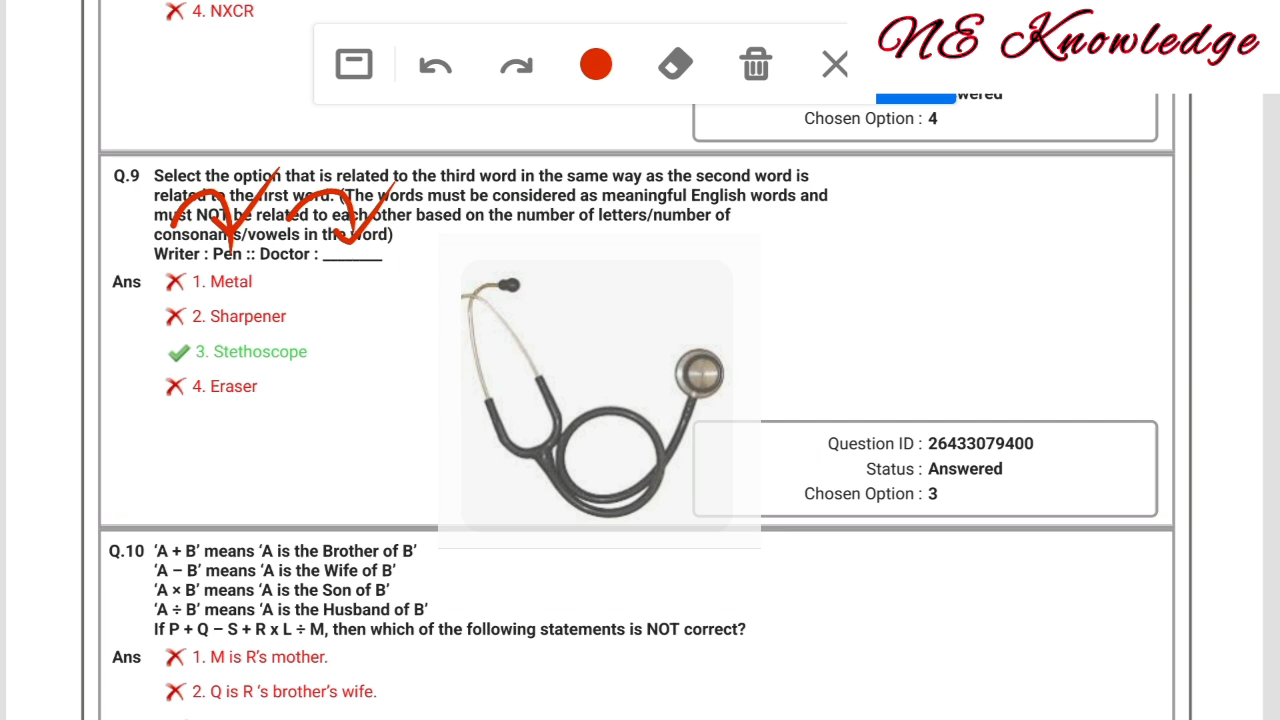 4. NXCR
NE Knowledge
wered
Chosen Option : 4
Q.9 Select the option that is related to the third word in the same way as the second word is
related to the first word. (The words must be considered as meaningful English words and
must NOT be related to each other based on the number of letters/number of
consonants/vowels in the word)
Writer : Pen :: Doctor : ________
Ans 1. Metal
2. Sharpener
3. Stethoscope
4. Eraser
Question ID : 26433079400
Status : Answered
Chosen Option : 3
Q.10 ‘A + B’ means ‘A is the Brother of B’
‘A − B’ means ‘A is the Wife of B’
‘A × B’ means ‘A is the Son of B’
‘A ÷ B’ means ‘A is the Husband of B’
If P + Q − S + R x L ÷ M, then which of the following statements is NOT correct?
Ans 1. M is R’s mother.
2. Q is R ‘s brother’s wife.